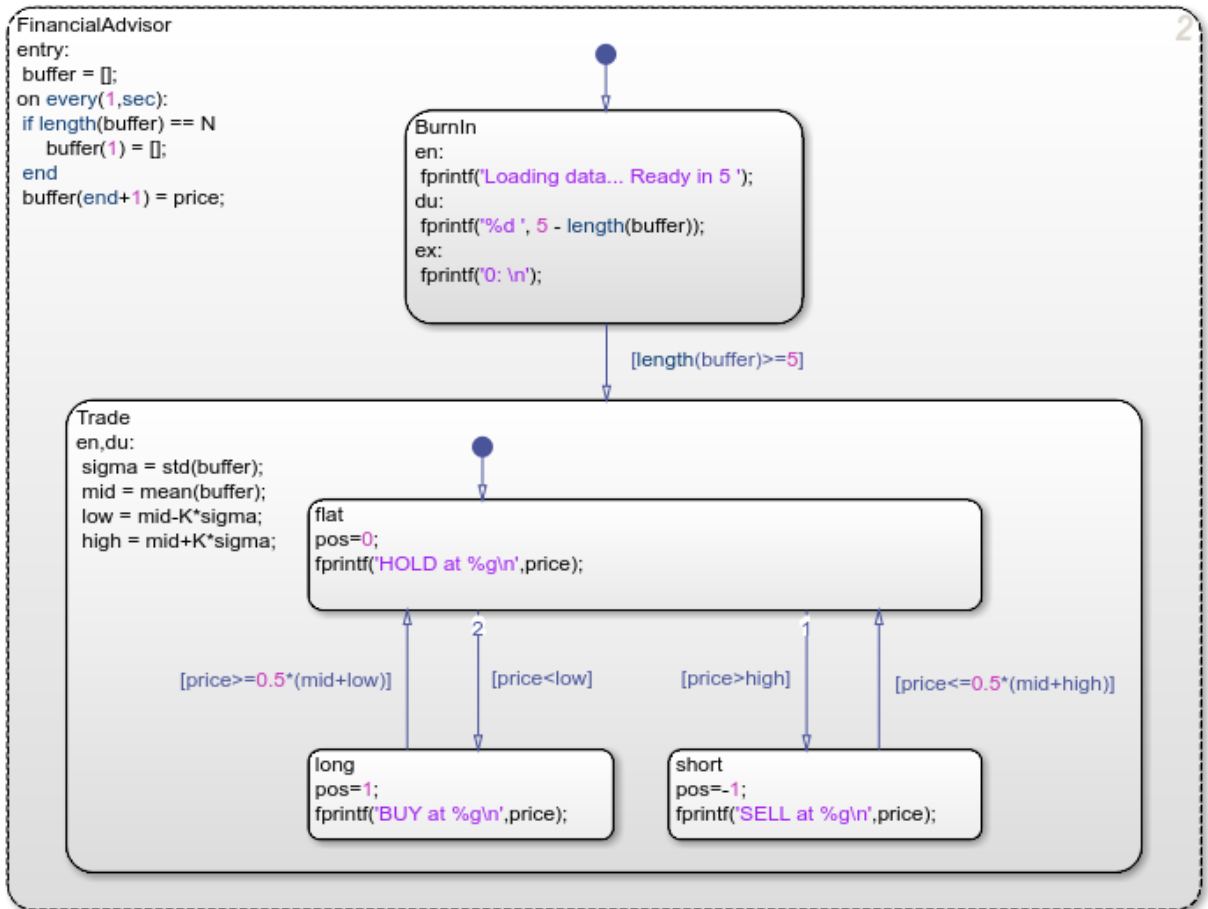 FinancialAdvisor
2
entry:
buffer = [];
on every(1,sec):
if length(buffer) == N
buffer(1) = [];
end
buffer(end+1) = price;
BurnIn
en:
fprintf('Loading data... Ready in 5 ');
du:
fprintf('%d ', 5 - length(buffer));
ex:
fprintf('0: \n');
[length(buffer)>=5]
Trade
en,du:
sigma = std(buffer);
mid = mean(buffer);
low = mid-K*sigma;
high = mid+K*sigma;
flat
pos=0;
fprintf('HOLD at %g\n',price);
2
1
[price>=0.5*(mid+low)]
[price<low]
[price>high]
[price<=0.5*(mid+high)]
long
pos=1;
fprintf('BUY at %g\n',price);
short
pos=-1;
fprintf('SELL at %g\n',price);